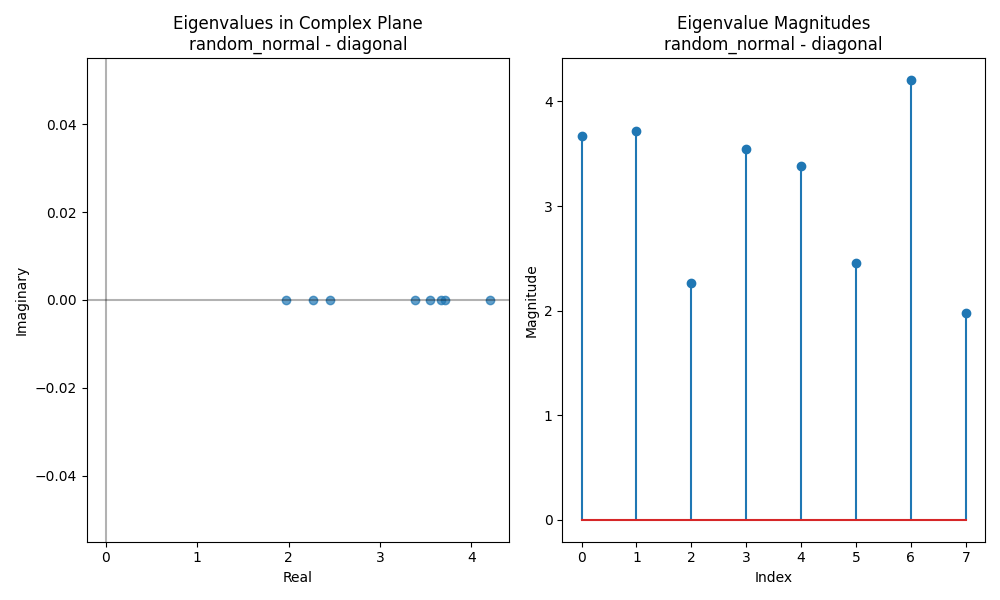 Eigenvalues in Complex Plane
random_normal - diagonal
0.04
0.02
0.00
−0.02
−0.04
Imaginary
0 1 2 3 4
Real
Eigenvalue Magnitudes
random_normal - diagonal
4
3
2
1
0
Magnitude
0 1 2 3 4 5 6 7
Index